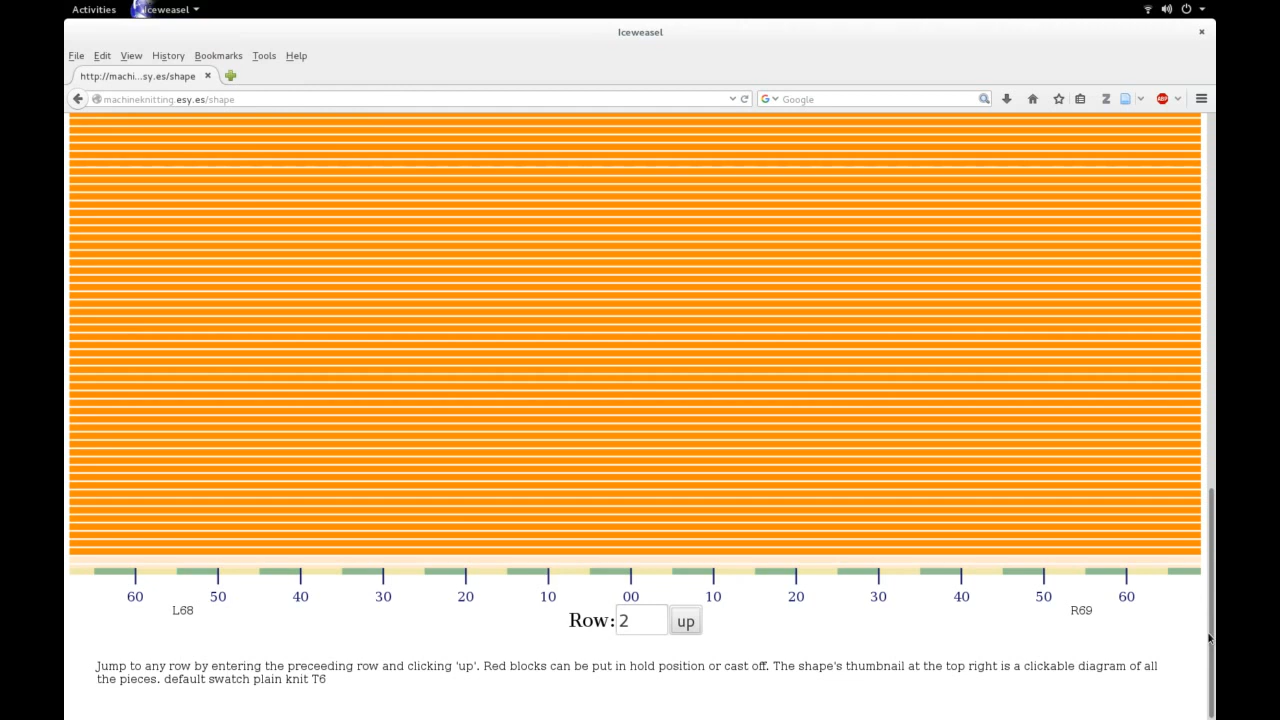 Activities Iceweasel
Iceweasel
File Edit View History Bookmarks Tools Help
http://machi...sy.es/shape
machineknitting.esy.es/shape Google
60 50 40 30 20 10 00 10 20 30 40 50 60
L68 R69
Row: 2 up
Jump to any row by entering the preceeding row and clicking 'up'. Red blocks can be put in hold position or cast off. The shape's thumbnail at the top right is a clickable diagram of all
the pieces. default swatch plain knit T6